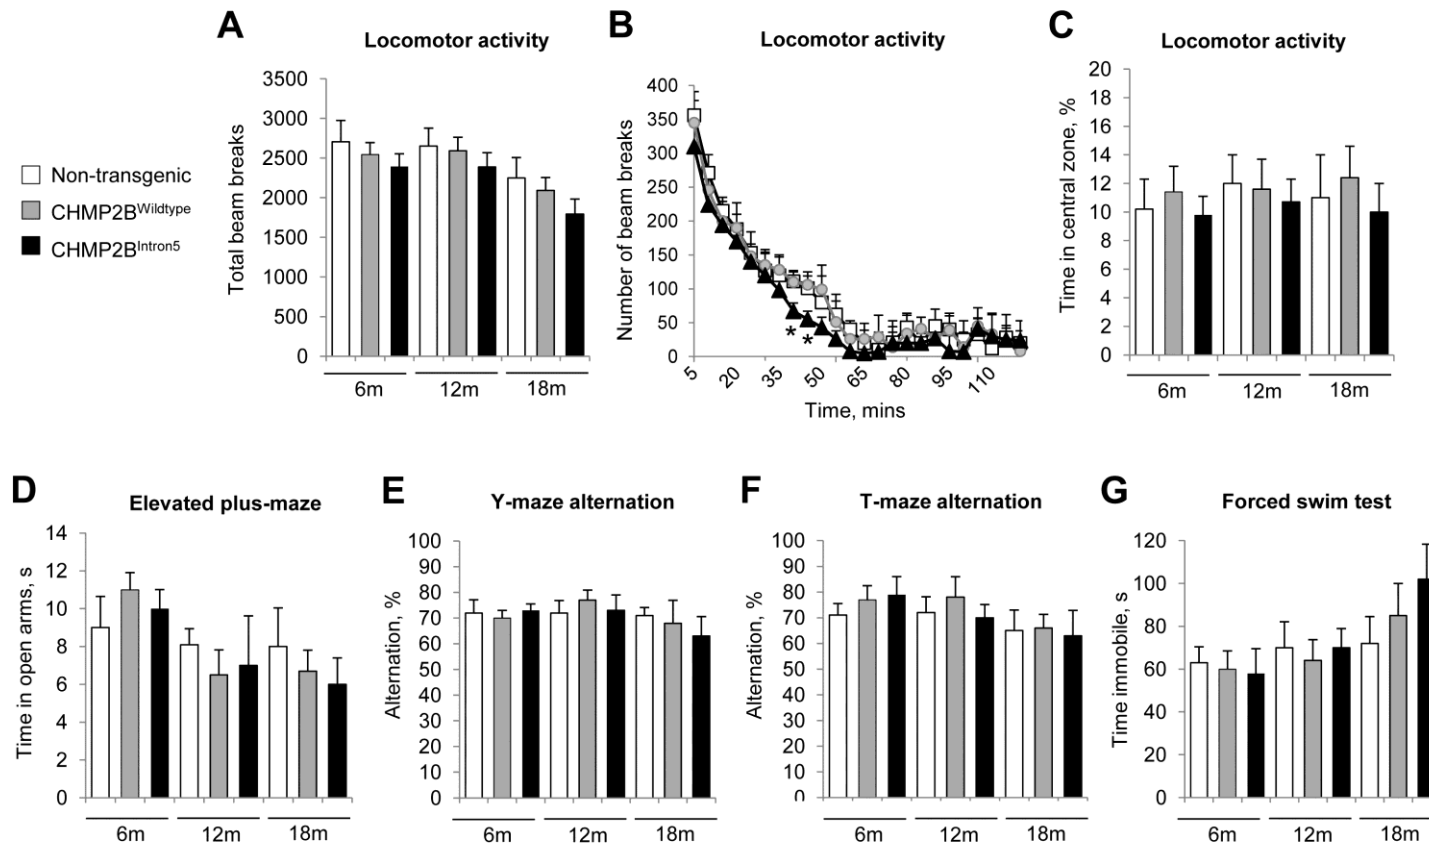 A
Locomotor activity
3500
3000
2500
2000
1500
1000
500
0
Total beam breaks
6m
12m
18m
Non-transgenic
CHMP2BWildtype
CHMP2BIntron5
B
Locomotor activity
400
350
300
250
200
150
100
50
0
Number of beam breaks
*
*
5
20
35
50
65
80
95
110
Time, mins
C
Locomotor activity
20
18
16
14
12
10
8
6
4
2
0
Time in central zone, %
6m
12m
18m
D
Elevated plus-maze
14
12
10
8
6
4
2
0
Time in open arms, s
6m
12m
18m
E
Y-maze alternation
100
90
80
70
60
50
40
30
20
10
0
Alternation, %
6m
12m
18m
F
T-maze alternation
100
90
80
70
60
50
40
30
20
10
0
Alternation, %
6m
12m
18m
G
Forced swim test
120
100
80
60
40
20
0
Time immobile, s
6m
12m
18m